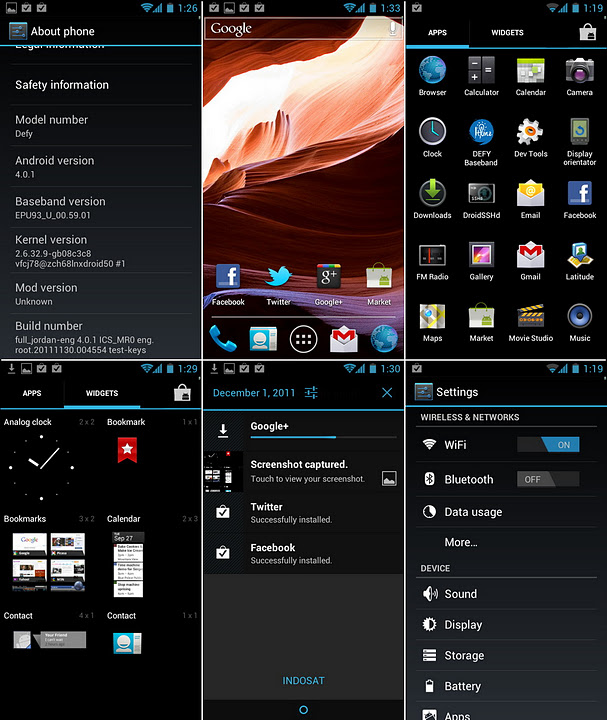 1:26
About phone
Legal information
Safety information
Model number
Defy
Android version
4.0.1
Baseband version
EPU93_U_00.59.01
Kernel version
2.6.32.9-gb08c3c8
vfcj78@zch68lnxdroid50 #1
Mod version
Unknown
Build number
full_jordan-eng 4.0.1 ICS_MR0 eng.
root.20111130.004554 test-keys
1:33
Google
Facebook
Twitter
Google+
Market
1:19
APPS
WIDGETS
Browser
Calculator
Calendar
Camera
Clock
DEFY
Baseband
Dev Tools
Display
orientator
Downloads
DroidSSHd
Email
Facebook
FM Radio
Gallery
Gmail
Latitude
Maps
Market
Movie Studio
Music
1:29
APPS
WIDGETS
Analog clock
2 x 2
Bookmark
1 x 1
Bookmarks
3 x 2
Calendar
2 x 3
Sep 27
Contact
4 x 1
Your Friend
Contact
1 x 1
1:30
December 1, 2011
Google+
Screenshot captured.
Touch to view your screenshot.
Twitter
Successfully installed.
Facebook
Successfully installed.
INDOSAT
1:19
Settings
WIRELESS & NETWORKS
WiFi
ON
Bluetooth
OFF
Data usage
More...
DEVICE
Sound
Display
Storage
Battery
Apps